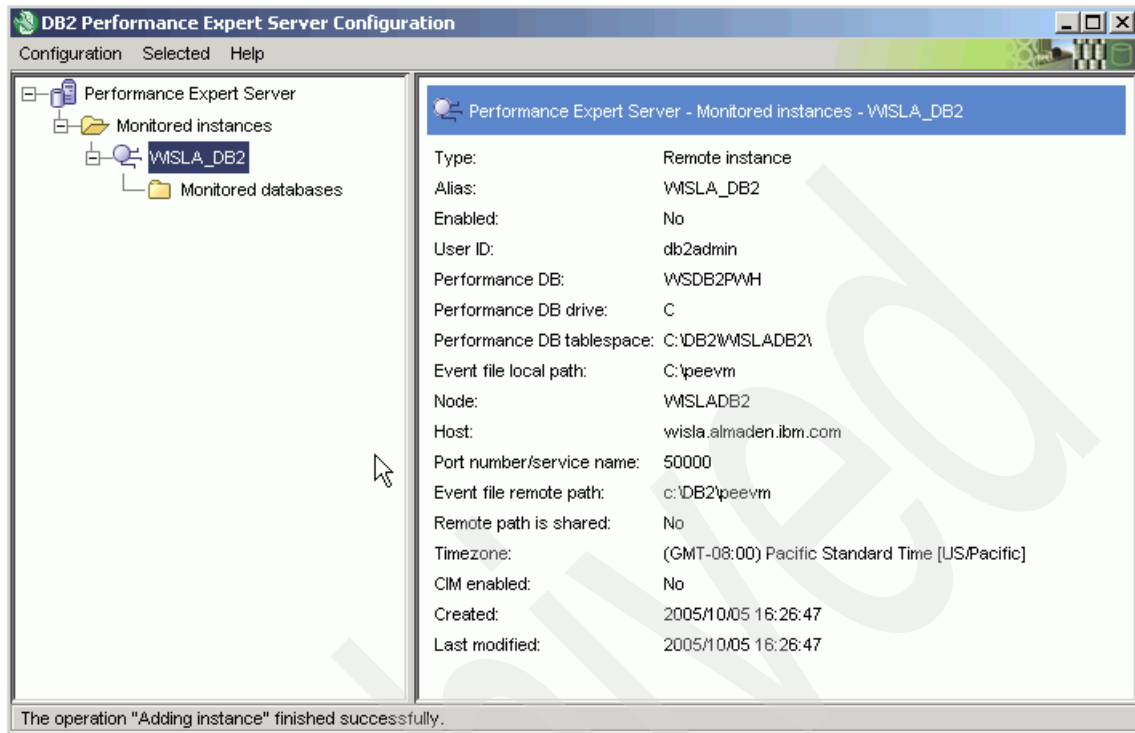 DB2 Performance Expert Server Configuration
Configuration Selected Help
Performance Expert Server
Monitored instances
WISLA_DB2
Monitored databases
Performance Expert Server - Monitored instances - WISLA_DB2
Type: Remote instance
Alias: WISLA_DB2
Enabled: No
User ID: db2admin
Performance DB: WSDB2PWH
Performance DB drive: C
Performance DB tablespace: C:\DB2\WISLADB2\
Event file local path: C:\peevm
Node: WISLADB2
Host: wisla.almaden.ibm.com
Port number/service name: 50000
Event file remote path: c:\DB2\peevm
Remote path is shared: No
Timezone: (GMT-08:00) Pacific Standard Time [US/Pacific]
CIM enabled: No
Created: 2005/10/05 16:26:47
Last modified: 2005/10/05 16:26:47
The operation "Adding instance" finished successfully.